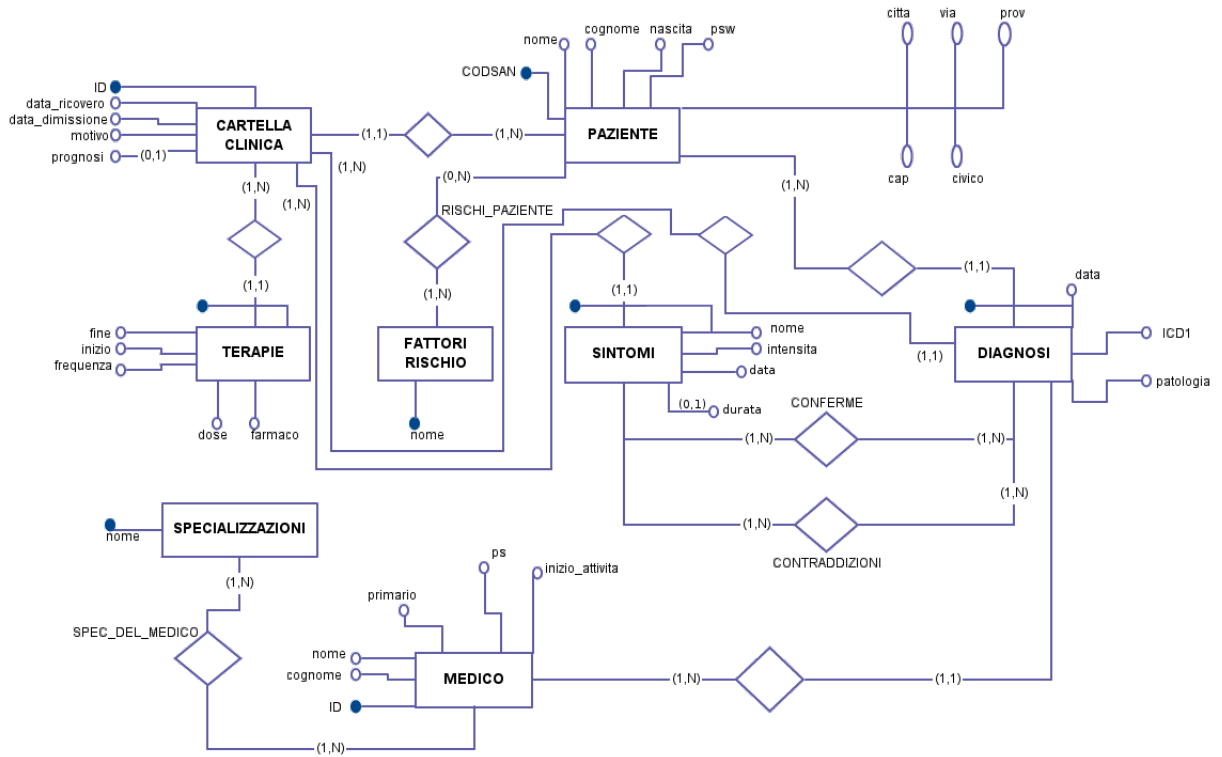 citta via prov
nome cognome nascita psw
CODSAN
ID
data_ricovero
data_dimissione
motivo
prognosi (0,1)
CARTELLA
CLINICA
(1,1) (1,N)
PAZIENTE
cap civico
(1,N) (1,N) (1,N)
(0,N)
(1,N)
RISCHI_PAZIENTE
(1,1) (1,1) (1,N) (1,1)
data
fine
inizio
frequenza
TERAPIE
dose farmaco
FATTORI
RISCHIO
nome
SINTOMI
nome
intensita
data
(0,1) durata
(1,1)
DIAGNOSI
ICD1
patologia
CONFERME
(1,N) (1,N)
(1,N)
(1,N)
CONTRADDIZIONI
nome
SPECIALIZZAZIONI
(1,N)
SPEC_DEL_MEDICO
primario ps inizio_attivita
nome
cognome
ID
MEDICO
(1,N) (1,1)
(1,N)